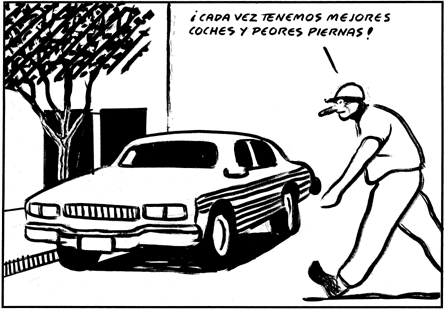 ¡CADA VEZ TENEMOS MEJORES
COCHES Y PEORES PIERNAS!